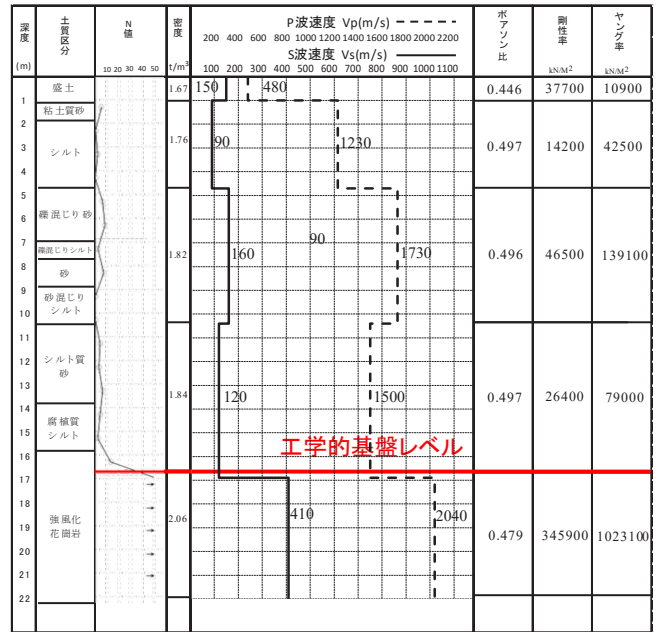 深度
(m)
土質区分
N
値
10 20 30 40 50
密度
t/m³
P波速度 Vp(m/s)
200 400 600 800 1000 1200 1400 1600 1800 2000 2200
S波速度 Vs(m/s)
100 200 300 400 500 600 700 800 900 1000 1100
ポアソン比
剛性率
kN/M²
ヤング率
kN/M²
盛土
1.67
150
480
0.446
37700
10900
1
粘土質砂
2
シルト
3
4
1.76
90
1230
0.497
14200
42500
5
礫混じり砂
6
7
礫混じりシルト
8
砂
9
砂混じり
シルト
10
1.82
160
90
1730
0.496
46500
139100
11
シルト質
砂
12
13
14
腐植質
シルト
15
16
1.84
120
1500
0.497
26400
79000
工学的基盤レベル
17
18
強風化
花崗岩
19
20
21
22
2.06
410
2040
0.479
345900
1023100